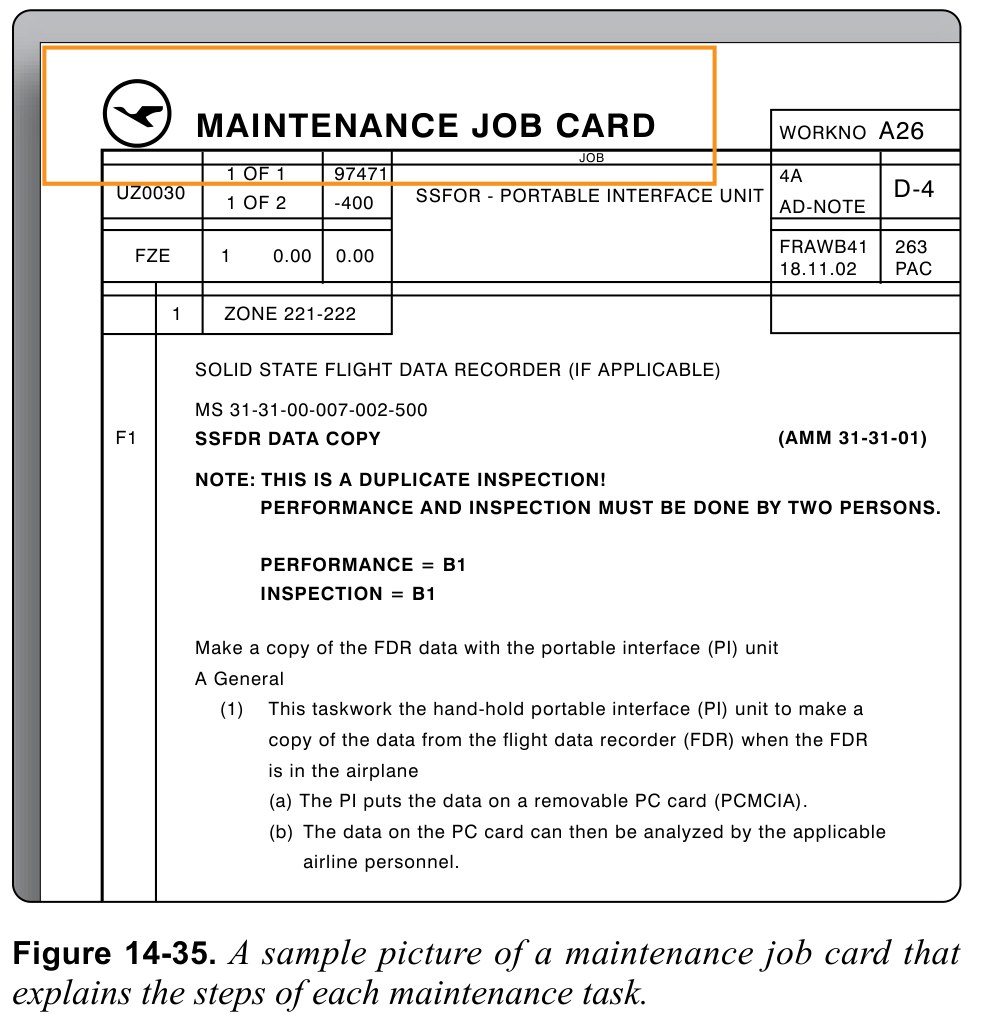 MAINTENANCE JOB CARD
WORKNO A26
JOB
UZ0030
1 OF 1
97471
1 OF 2
-400
SSFOR - PORTABLE INTERFACE UNIT
4A
AD-NOTE
D-4
FZE
1 0.00
0.00
FRAWB41
18.11.02
263
PAC
1
ZONE 221-222
SOLID STATE FLIGHT DATA RECORDER (IF APPLICABLE)
MS 31-31-00-007-002-500
F1 SSFDR DATA COPY (AMM 31-31-01)
NOTE: THIS IS A DUPLICATE INSPECTION!
PERFORMANCE AND INSPECTION MUST BE DONE BY TWO PERSONS.
PERFORMANCE = B1
INSPECTION = B1
Make a copy of the FDR data with the portable interface (PI) unit
A General
(1) This taskwork the hand-hold portable interface (PI) unit to make a
copy of the data from the flight data recorder (FDR) when the FDR
is in the airplane
(a) The PI puts the data on a removable PC card (PCMCIA).
(b) The data on the PC card can then be analyzed by the applicable
airline personnel.
Figure 14-35. A sample picture of a maintenance job card that
explains the steps of each maintenance task.